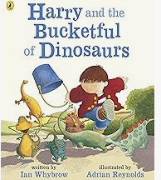 Harry and the
Bucketful of Dinosaurs
written by
Ian Whybrow
illustrated by
Adrian Reynolds